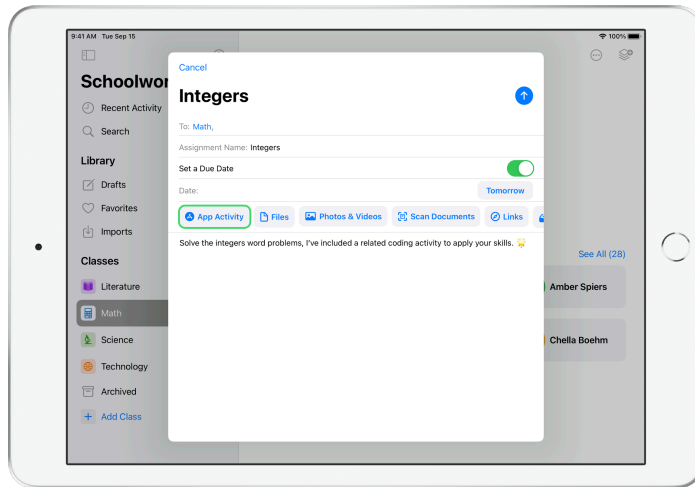 9:41 AM Tue Sep 15
100%
Schoolwor
Recent Activity
Search
Library
Drafts
Favorites
Imports
Classes
Literature
Math
Science
Technology
Archived
+ Add Class
Cancel
Integers
To: Math,
Assignment Name: Integers
Set a Due Date
Date: Tomorrow
App Activity Files Photos & Videos Scan Documents Links
Solve the integers word problems, I've included a related coding activity to apply your skills.
See All (28)
Amber Spiers
Chella Boehm